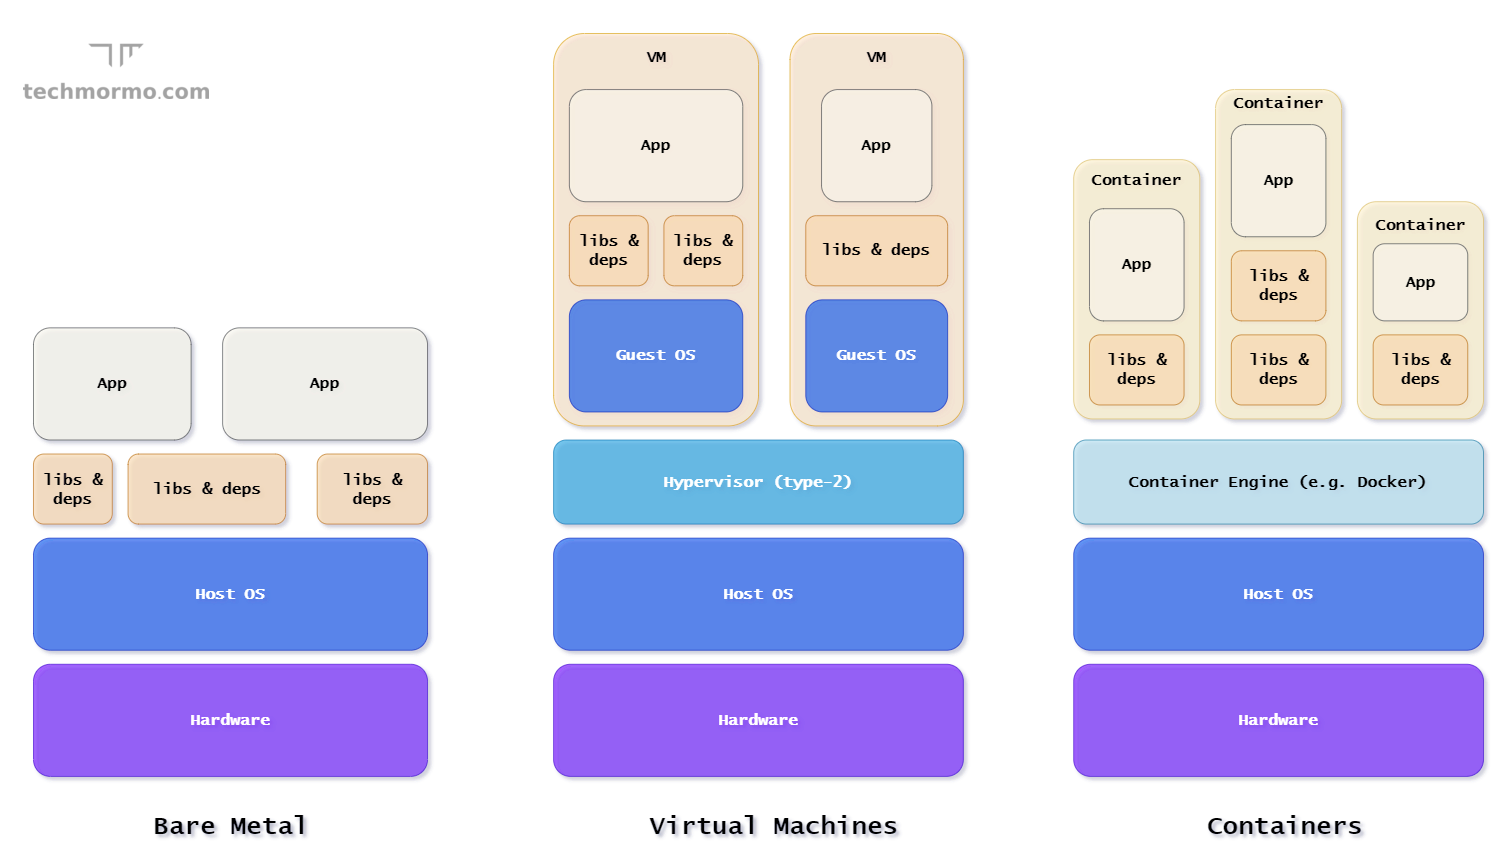 techmormo.com
App
App
libs &
deps
libs & deps
libs &
deps
Host OS
Hardware
Bare Metal
VM
App
libs &
deps
libs &
deps
Guest OS
VM
App
libs & deps
Guest OS
Hypervisor (type-2)
Host OS
Hardware
Virtual Machines
Container
App
libs &
deps
Container
App
libs &
deps
libs &
deps
Container
App
libs &
deps
Container Engine (e.g. Docker)
Host OS
Hardware
Containers